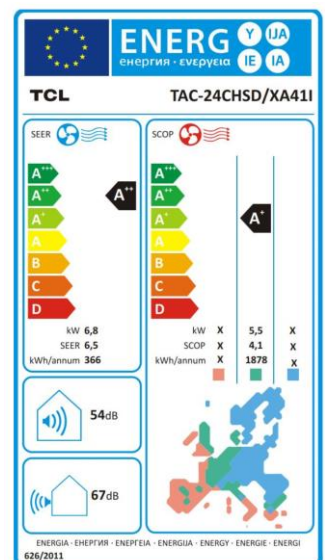 ENERG Y IJA
енергия · ενεργεια IE IA
TCL TAC-24CHSD/XA41I
SEER SCOP
A+++ A+++
A++ A++ A++
A+ A+ A+
A A
B B
C C
D D
kW 6,8 kW X 5,5 X
SEER 6,5 SCOP X 4,1 X
kWh/annum 366 kWh/annum X 1878 X
54dB
67dB
ENERGIA · ЕНЕРГИЯ · ΕΝΕΡΓΕΙΑ · ENERGIJA · ENERGY · ENERGIE · ENERGI
626/2011